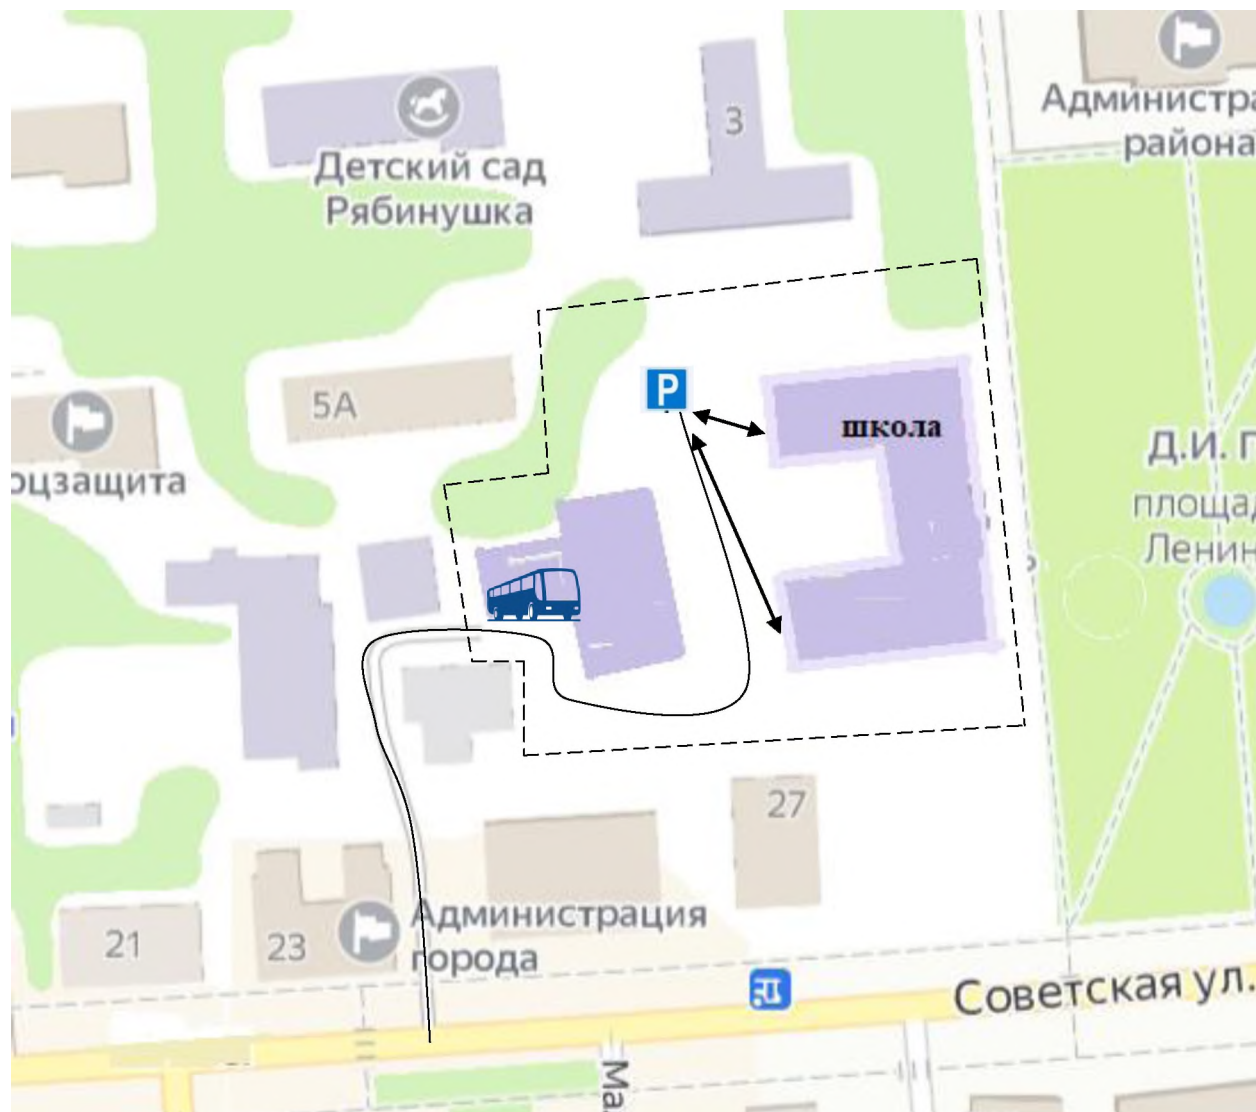 Администра
района
3
Детский сад
Рябинушка
P
5А
школа
оцзащита
Д.И. П
площад
Ленин
27
21
23
Администрация
города
Советская ул.
Ма